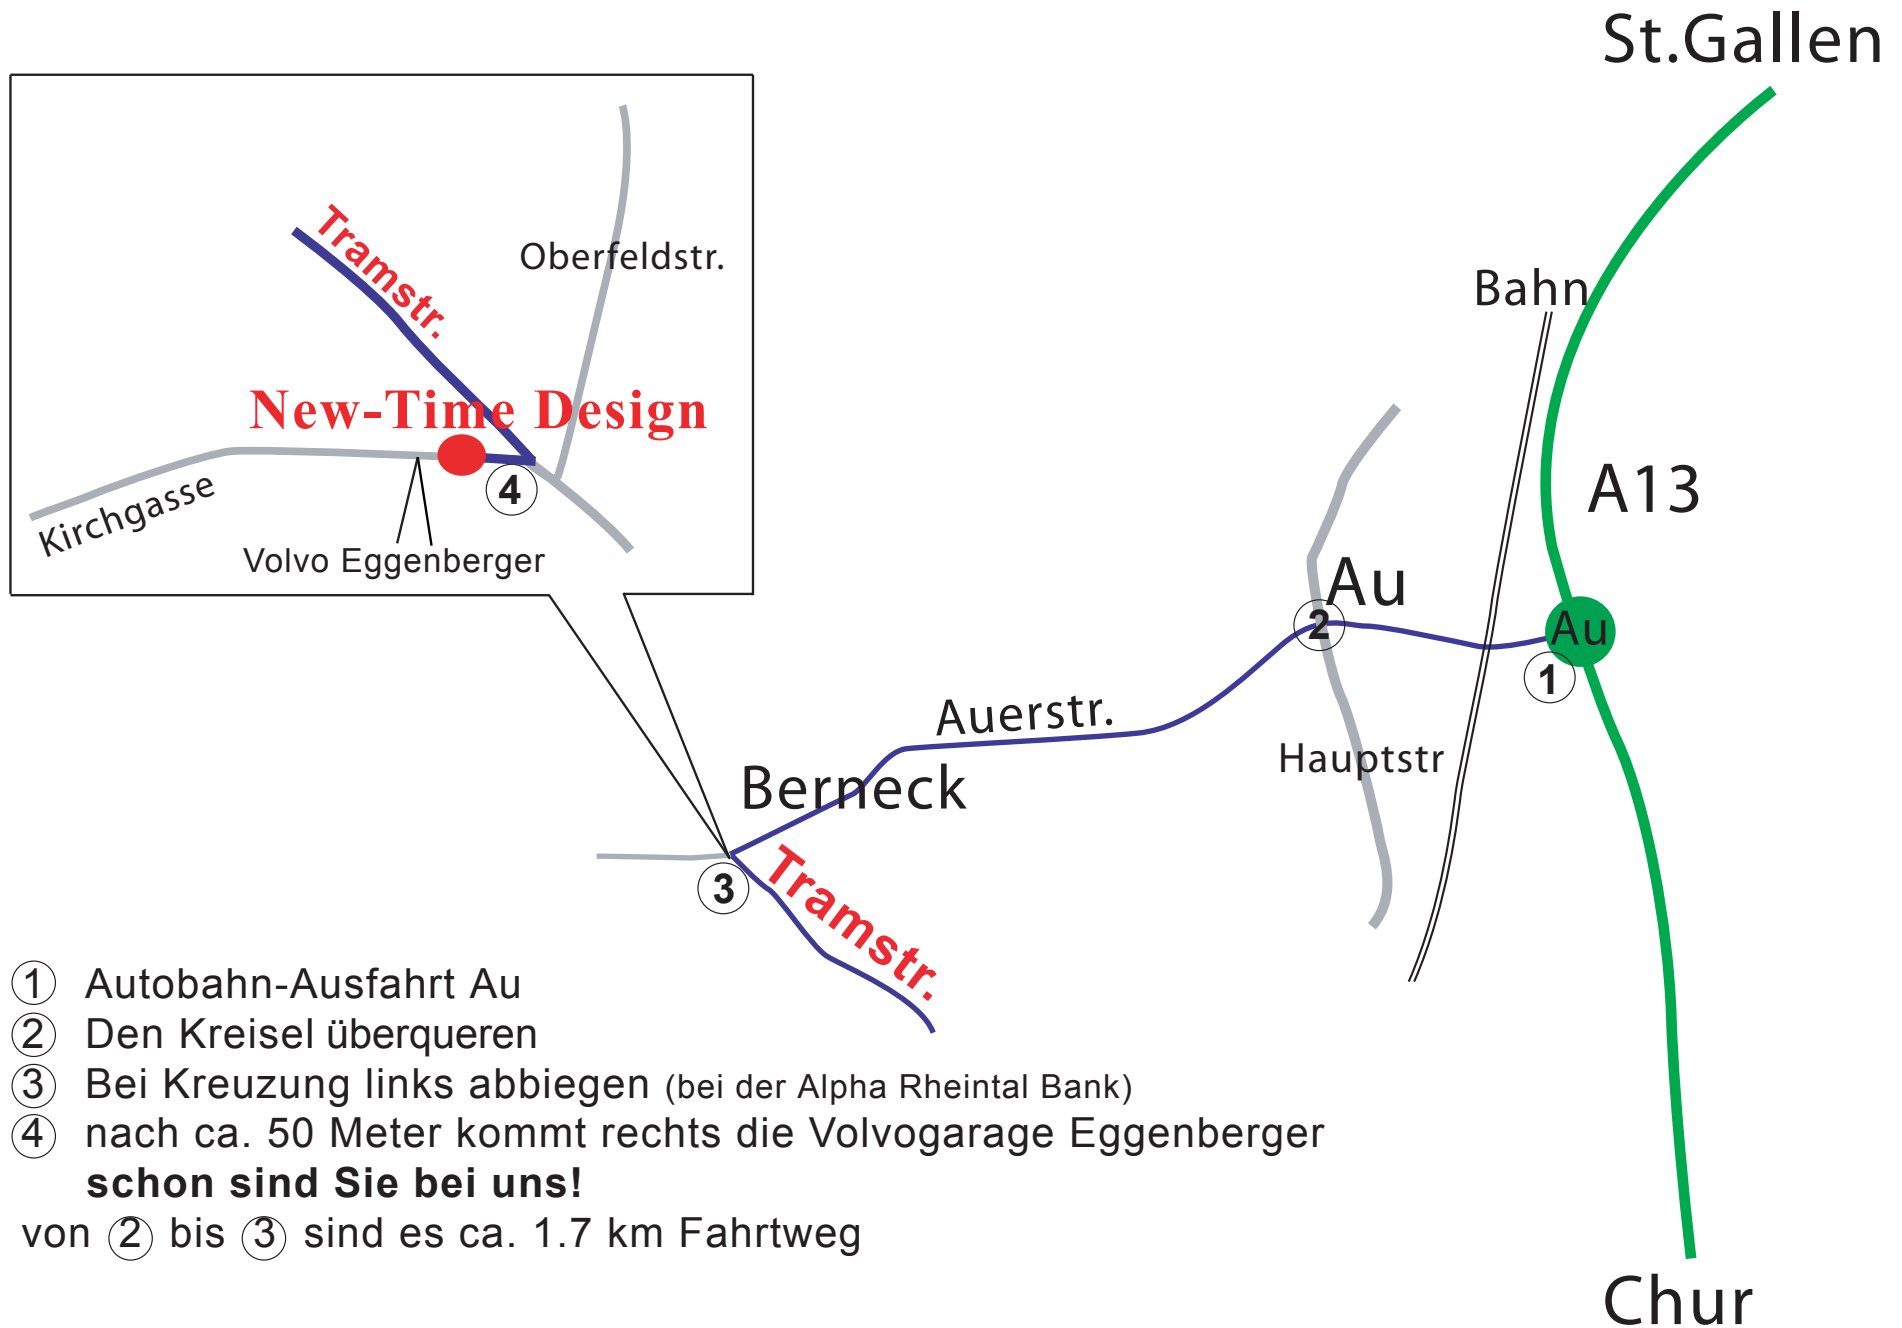 St.Gallen
Tramstr.
Oberfeldstr.
Bahn
New-Time Design
A13
4
Kirchgasse
Volvo Eggenberger
Au
2
Au
1
Auerstr.
Hauptstr
Berneck
3
Tramstr.
1 Autobahn-Ausfahrt Au
2 Den Kreisel überqueren
3 Bei Kreuzung links abbiegen (bei der Alpha Rheintal Bank)
4 nach ca. 50 Meter kommt rechts die Volvogarage Eggenberger
schon sind Sie bei uns!
von 2 bis 3 sind es ca. 1.7 km Fahrtweg
Chur